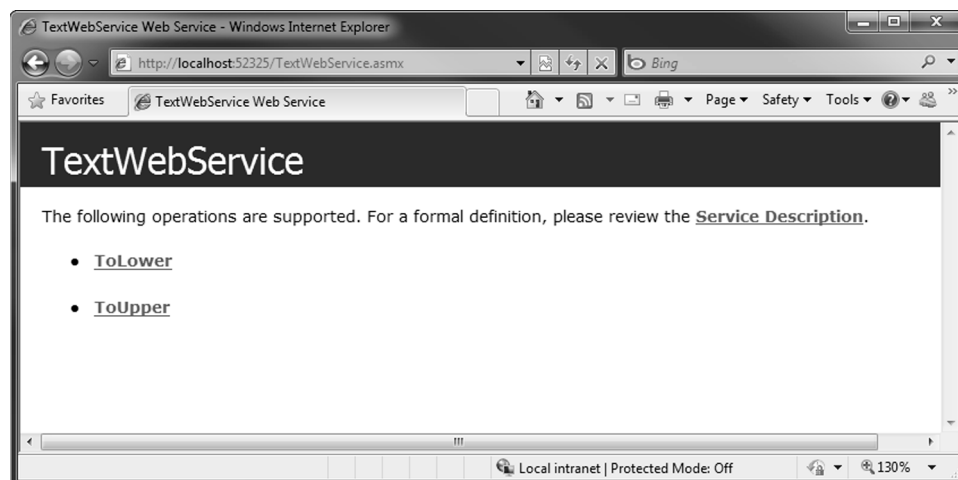 TextWebService Web Service - Windows Internet Explorer
http://localhost:52325/TextWebService.asmx
Bing
Favorites
TextWebService Web Service
Page
Safety
Tools
TextWebService
The following operations are supported. For a formal definition, please review the Service Description.
• ToLower
• ToUpper
Local intranet | Protected Mode: Off
130%